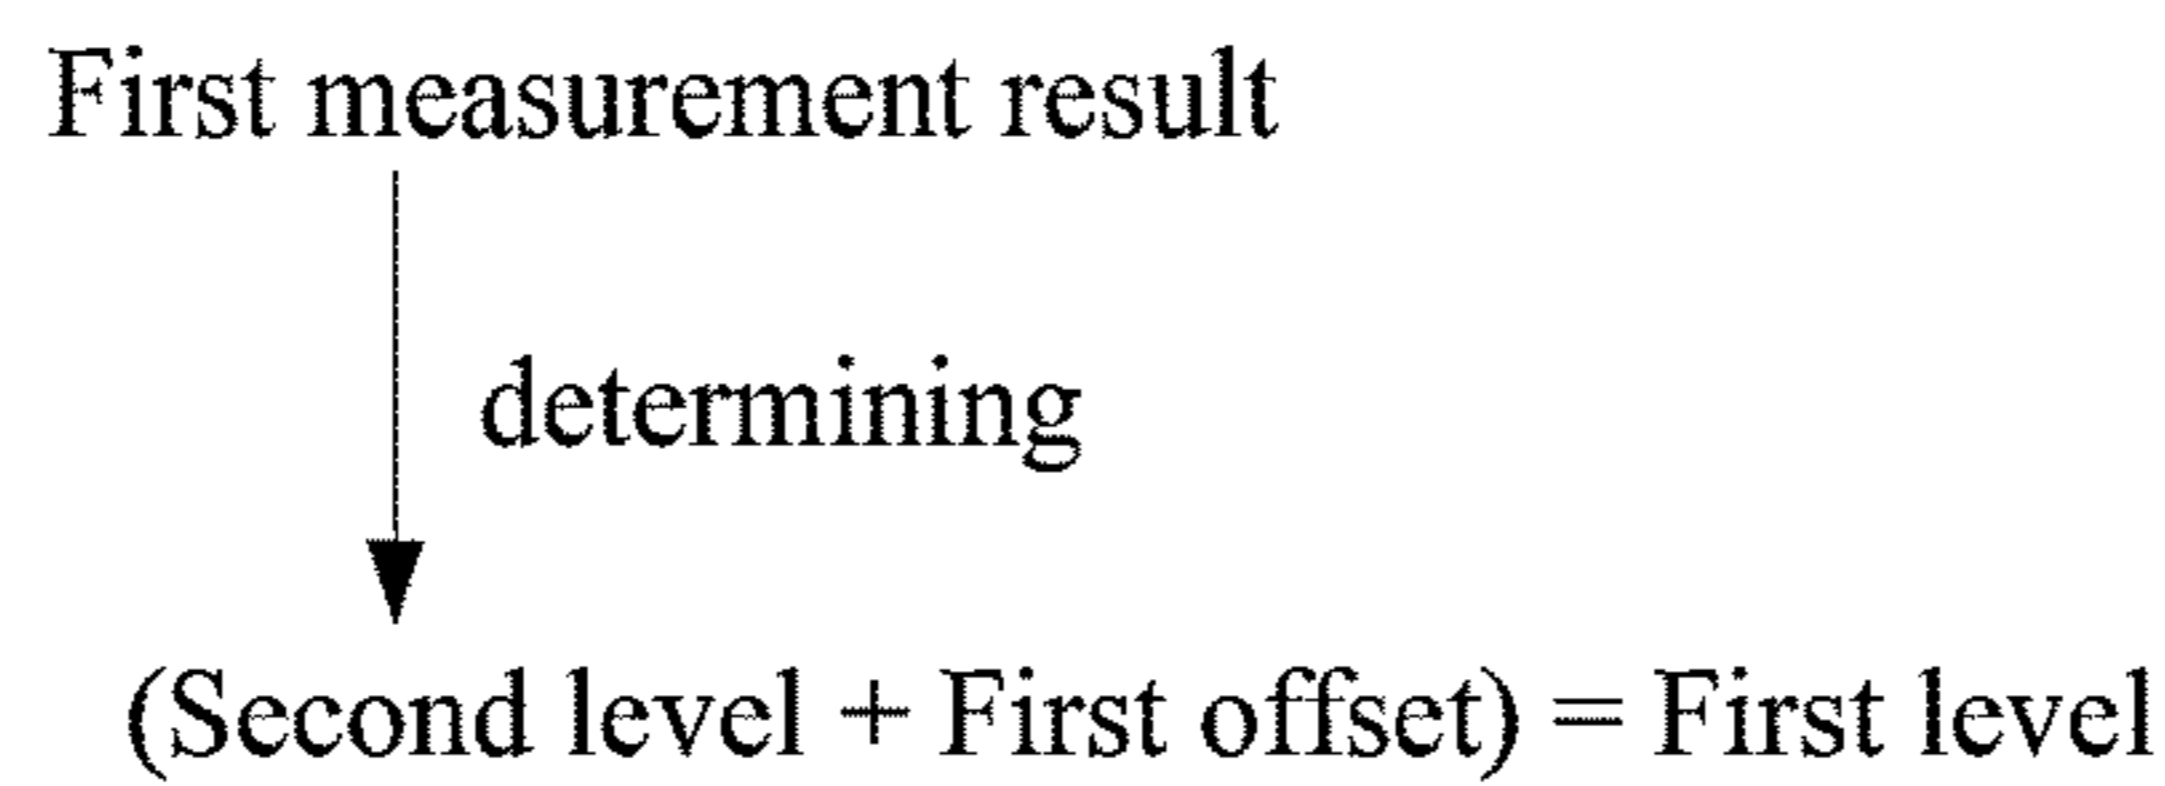 First measurement result
determining
(Second level + First offset) = First level